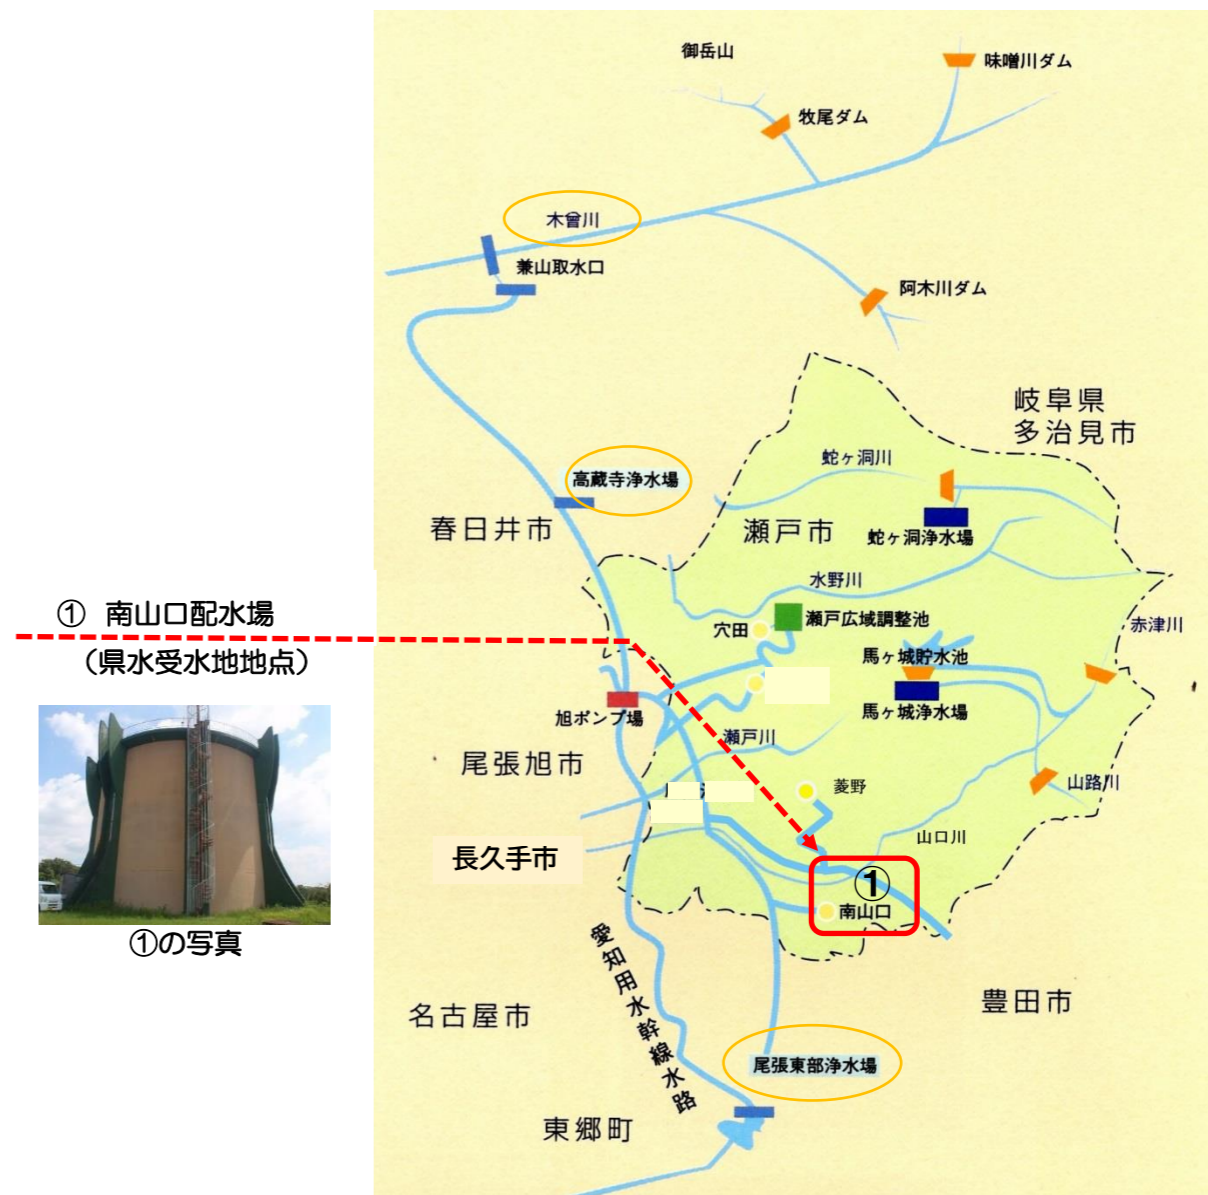 御岳山
味噌川ダム
牧尾ダム
木曾川
兼山取水口
阿木川ダム
岐阜県
多治見市
蛇ヶ洞川
高蔵寺浄水場
春日井市
瀬戸市
蛇ヶ洞浄水場
水野川
① 南山口配水場
(県水受水地地点)
穴田
瀬戸広域調整池
赤津川
馬ヶ城貯水池
馬ヶ城浄水場
旭ポンプ場
瀬戸川
尾張旭市
菱野
山路川
山口川
長久手市
①
南山口
①の写真
愛知用水幹線水路
名古屋市
豊田市
尾張東部浄水場
東郷町